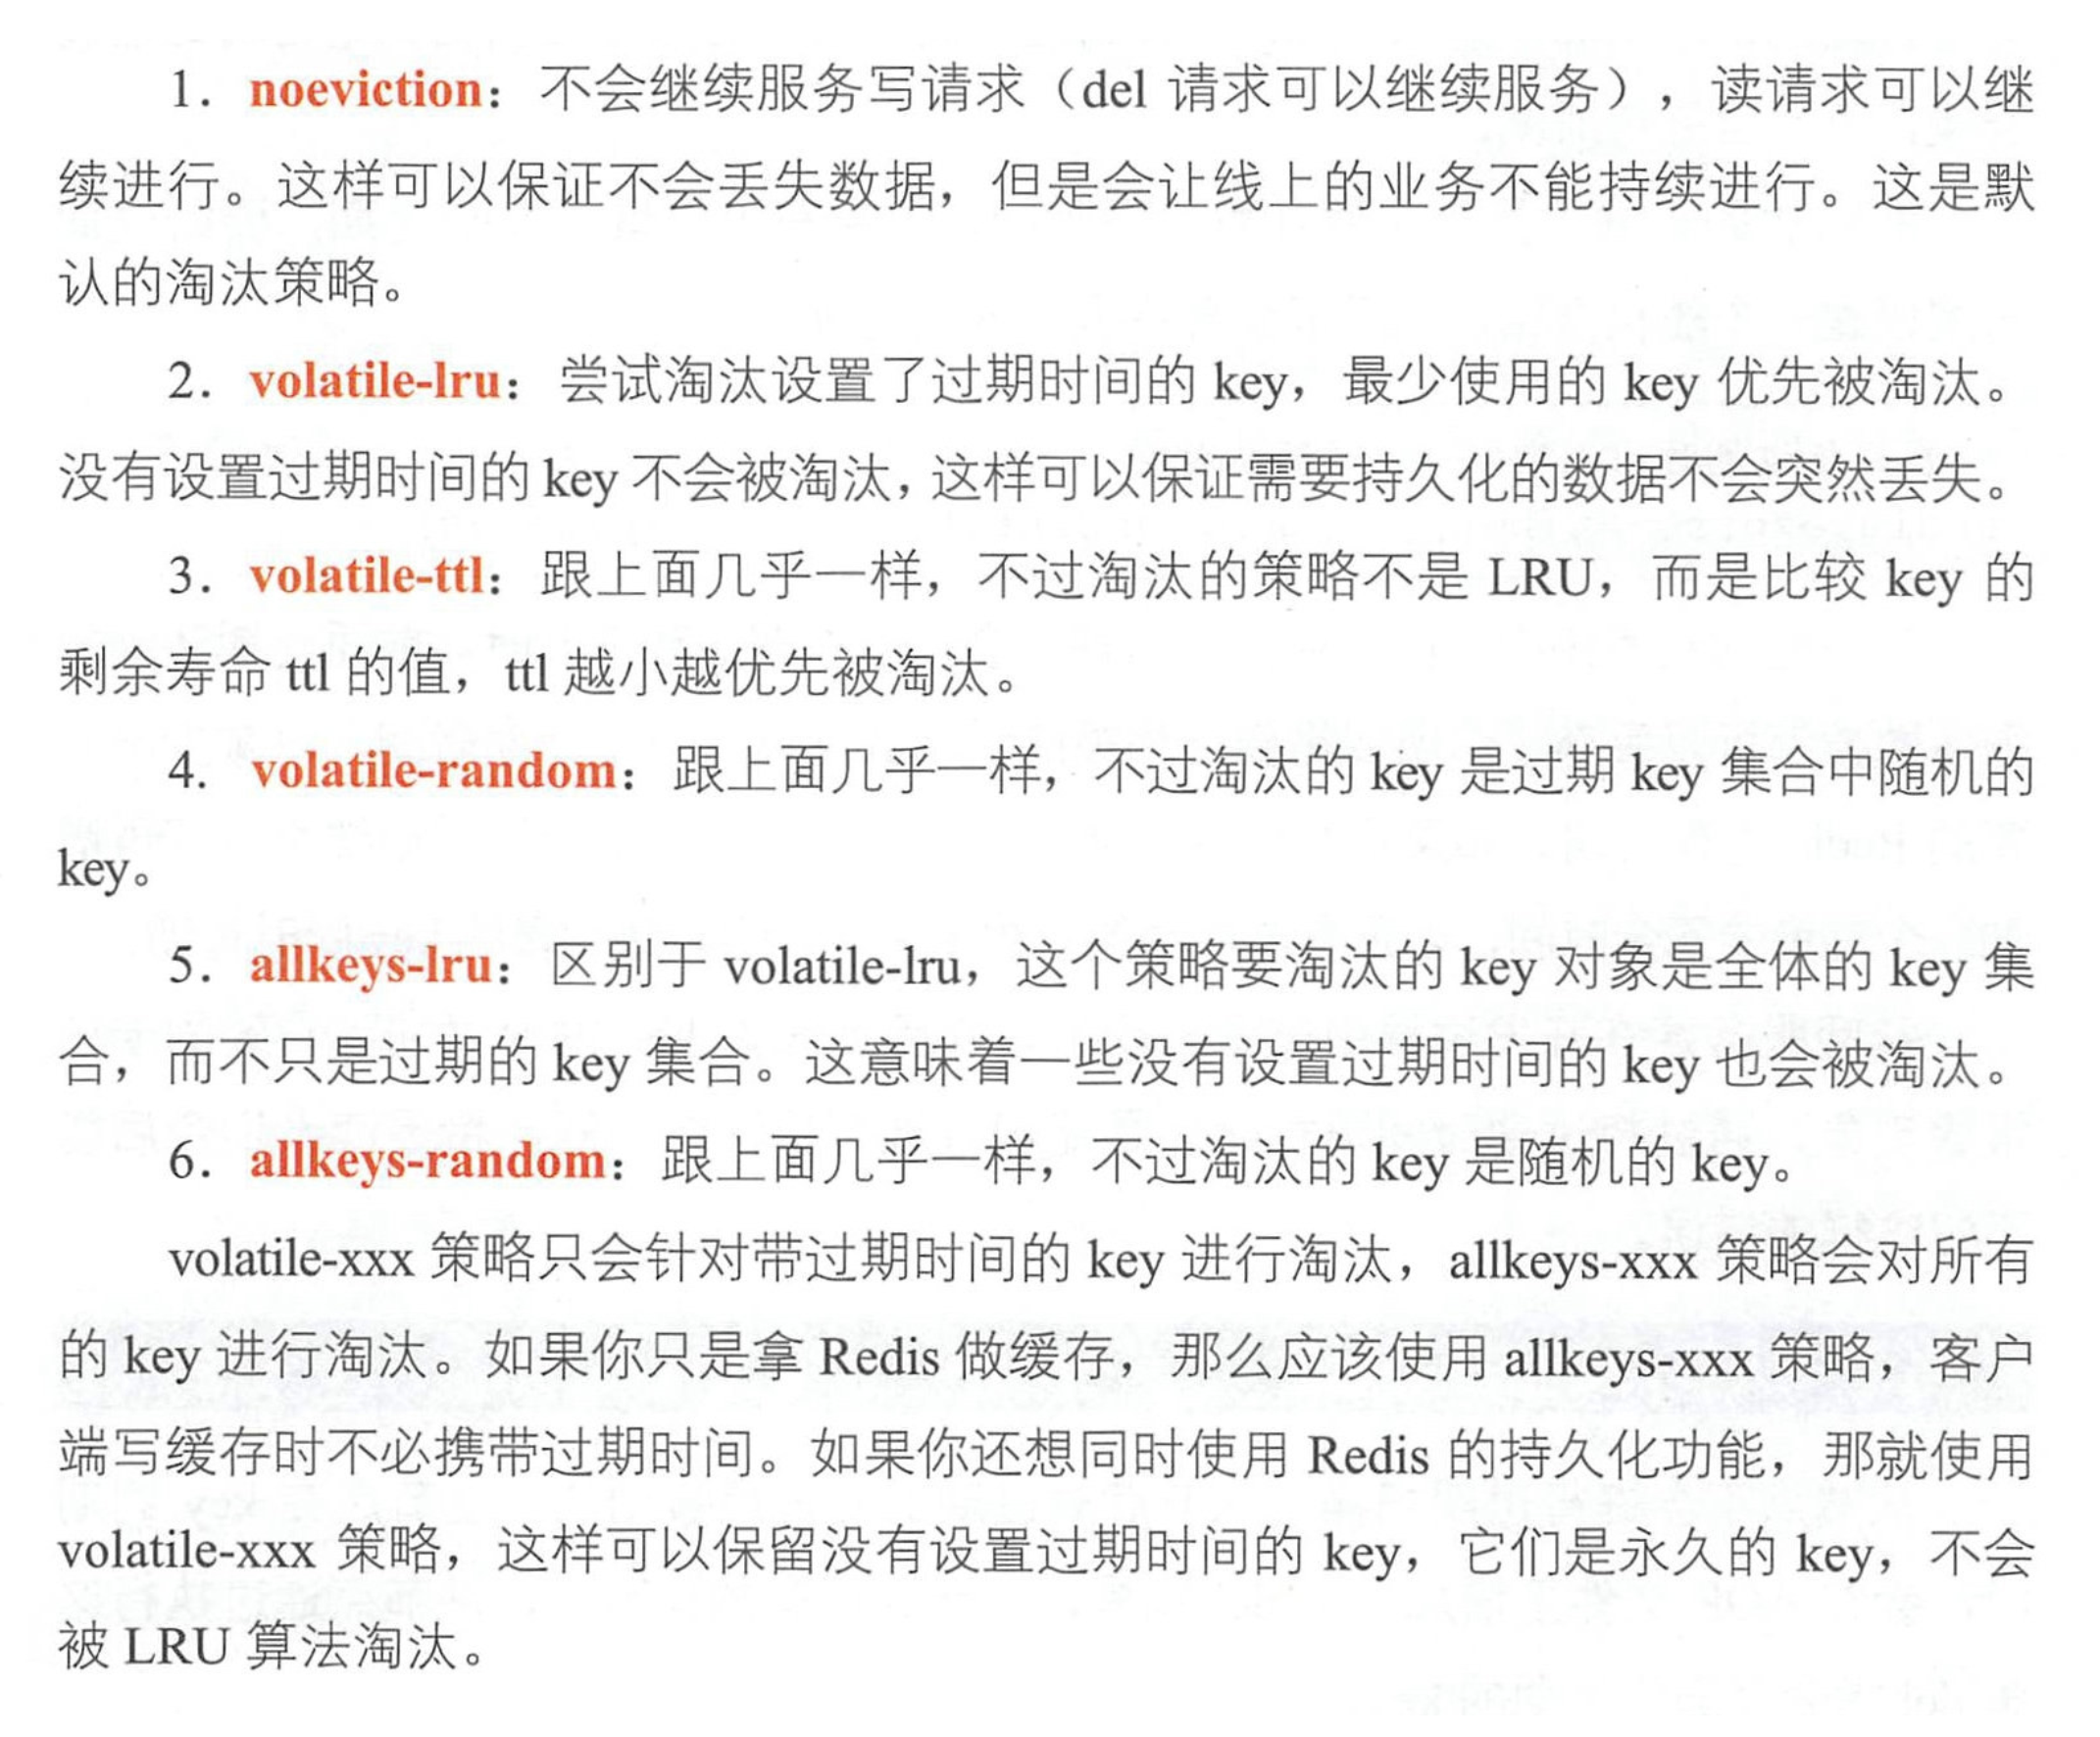 1. noeviction：不会继续服务写请求（del 请求可以继续服务），读请求可以继
续进行。这样可以保证不会丢失数据，但是会让线上的业务不能持续进行。这是默
认的淘汰策略。
2. volatile-lru：尝试淘汰设置了过期时间的 key，最少使用的 key 优先被淘汰。
没有设置过期时间的 key 不会被淘汰，这样可以保证需要持久化的数据不会突然丢失。
3. volatile-ttl：跟上面几乎一样，不过淘汰的策略不是 LRU，而是比较 key 的
剩余寿命 ttl 的值，ttl 越小越优先被淘汰。
4. volatile-random：跟上面几乎一样，不过淘汰的 key 是过期 key 集合中随机的
key。
5. allkeys-lru：区别于 volatile-lru，这个策略要淘汰的 key 对象是全体的 key 集
合，而不只是过期的 key 集合。这意味着一些没有设置过期时间的 key 也会被淘汰。
6. allkeys-random：跟上面几乎一样，不过淘汰的 key 是随机的 key。
volatile-xxx 策略只会针对带过期时间的 key 进行淘汰，allkeys-xxx 策略会对所有
的 key 进行淘汰。如果你只是拿 Redis 做缓存，那么应该使用 allkeys-xxx 策略，客户
端写缓存时不必携带过期时间。如果你还想同时使用 Redis 的持久化功能，那就使用
volatile-xxx 策略，这样可以保留没有设置过期时间的 key，它们是永久的 key，不会
被 LRU 算法淘汰。